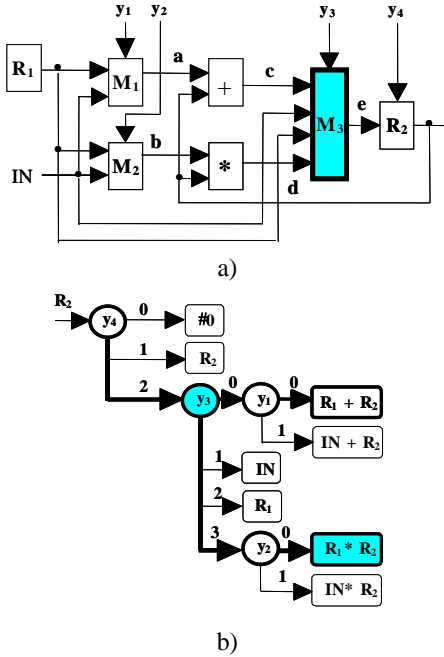 y₁ y₂ y₃ y₄
R₁ M₁ a + c
M₃ e R₂
IN M₂ b * d
a)
R₂ y₄ 0 #0
1 R₂
2 y₃ 0 y₁ 0 R₁ + R₂
1 IN + R₂
1 IN
2 R₁
3 y₂ 0 R₁* R₂
1 IN* R₂
b)